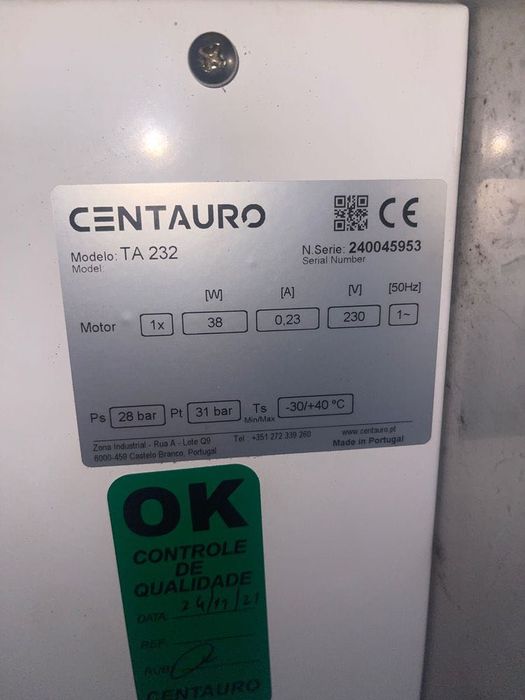 CENTAURO
CE
Modelo: TA 232
Model
N.Serie: 240045953
Serial Number
[W] [A] [V] [50Hz]
Motor 1x 38 0,23 230 1~
Ps 28 bar Pt 31 bar Ts -30/+40 ºC
Min/Max
Zona Industrial - Rua A - Lote Q9 Tel.: +351 272 339 260 www.centauro.pt
6000-459 Castelo Branco, Portugal Made in Portugal
OK
CONTROLE
DE
QUALIDADE
DATA
REF.
RUB.
CENTAURO